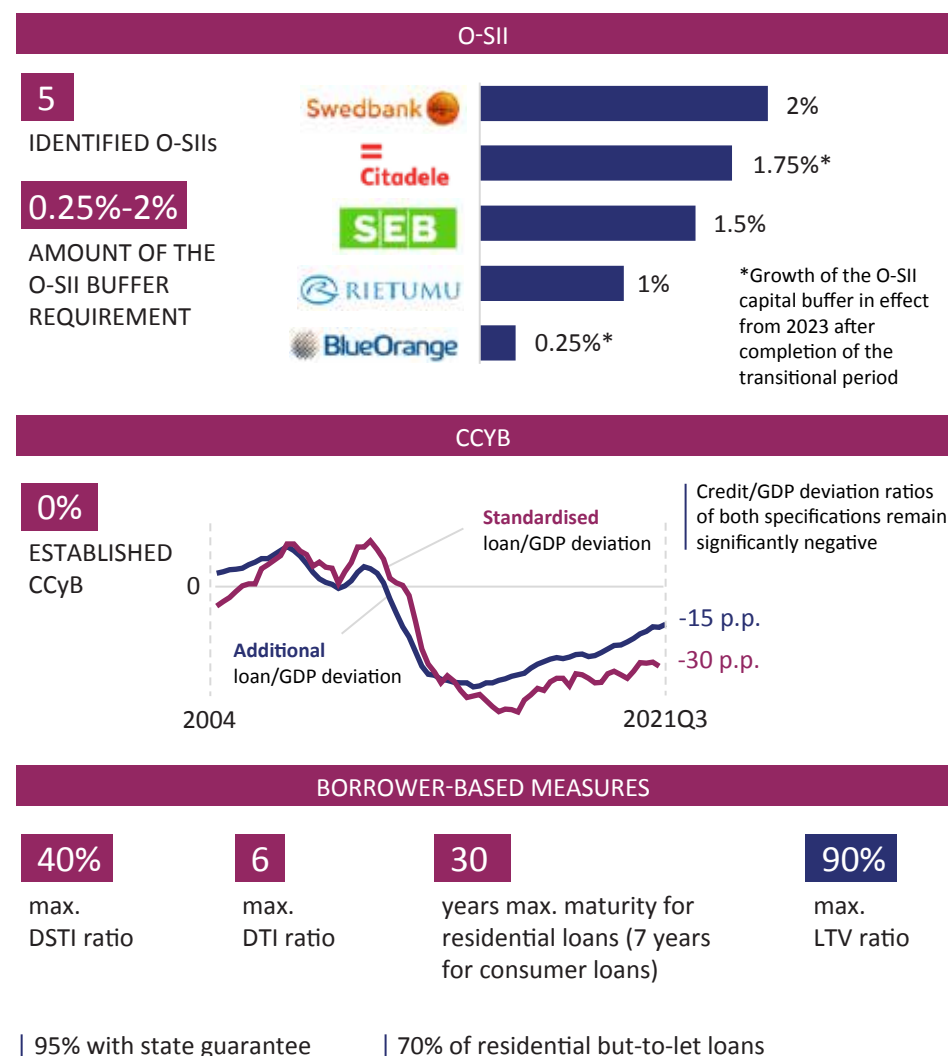 O-SII
5
IDENTIFIED O-SIIs
0.25%-2%
AMOUNT OF THE
O-SII BUFFER
REQUIREMENT
Swedbank
2%
Citadele
1.75%*
SEB
1.5%
RIETUMU
1%
BlueOrange
0.25%*
*Growth of the O-SII
capital buffer in effect
from 2023 after
completion of the
transitional period
CCYB
0%
ESTABLISHED
CCyB
0
Standardised
loan/GDP deviation
Additional
loan/GDP deviation
Credit/GDP deviation ratios
of both specifications remain
significantly negative
-15 p.p.
-30 p.p.
2004
2021Q3
BORROWER-BASED MEASURES
40%
max.
DSTI ratio
6
max.
DTI ratio
30
years max. maturity for
residential loans (7 years
for consumer loans)
90%
max.
LTV ratio
95% with state guarantee
70% of residential but-to-let loans